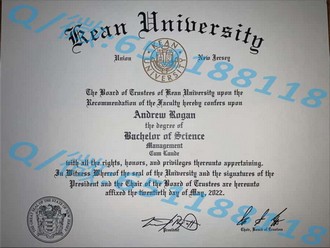 Kean University
Union New Jersey
KEAN UNIVERSITY
The Board of Trustees of Kean University upon the
Recommendation of the Faculty hereby confers upon
Andrew Rogan
the degree of
Bachelor of Science
Management
Cum Laude
with all the rights, honors, and privileges thereunto appertaining.
In Witness Whereof the seal of the University and the signatures of the
President and the Chair of the Board of Trustees are hereunto
affixed the twentieth day of May, 2022.
President
Chair, Board of Trustees